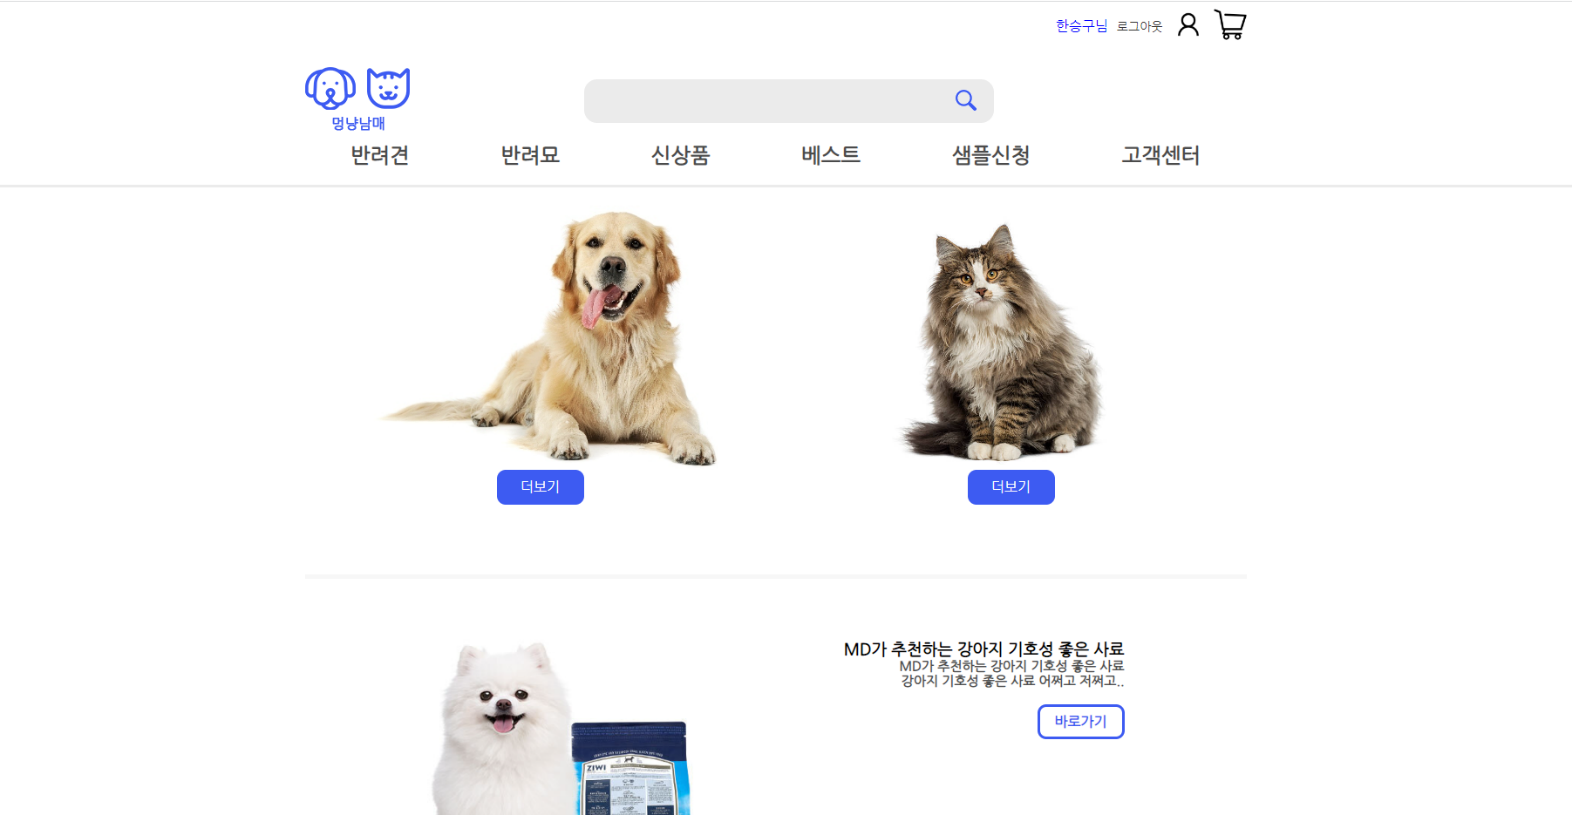 한승구님 로그아웃
멍냥남매
반려견 반려묘 신상품 베스트 샘플신청 고객센터
더보기 더보기
MD가 추천하는 강아지 기호성 좋은 사료
MD가 추천하는 강아지 기호성 좋은 사료
강아지 기호성 좋은 사료 어쩌고 저쩌고..
바로가기
ZIWI